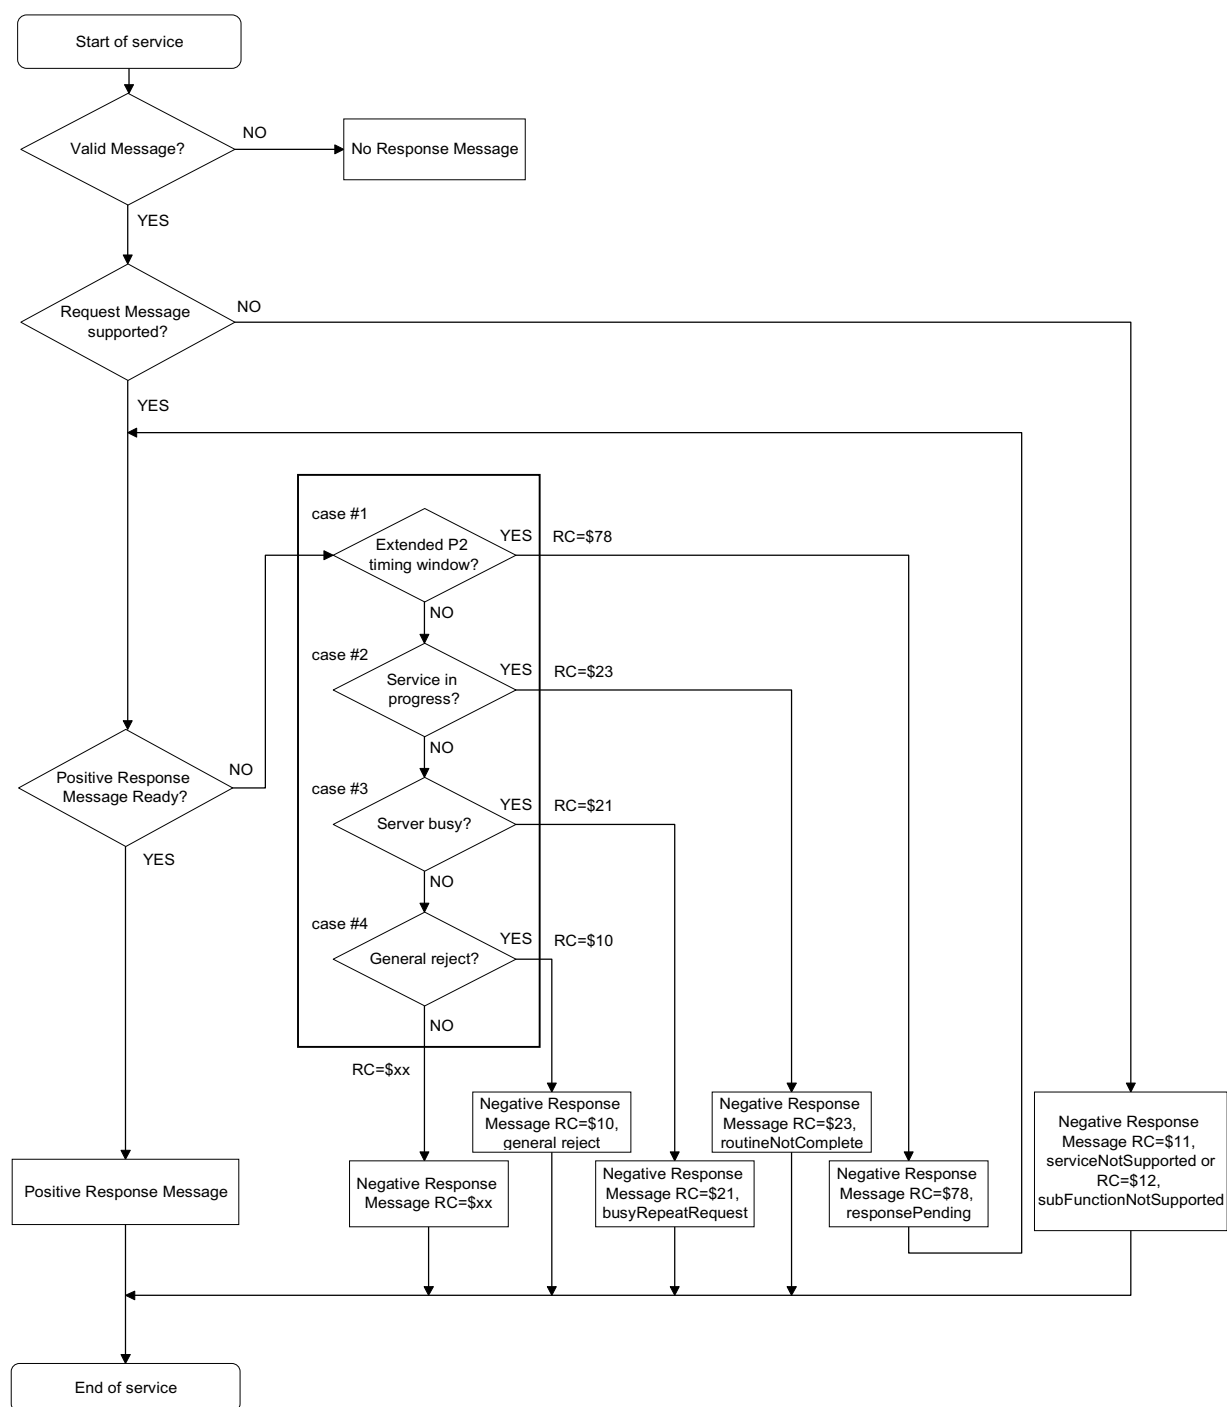 Start of service
Valid Message?
NO
No Response Message
YES
Request Message
supported?
NO
YES
case #1
Extended P2
timing window?
YES
RC=$78
NO
case #2
Service in
progress?
YES
RC=$23
NO
Positive Response
Message Ready?
NO
YES
case #3
Server busy?
YES
RC=$21
NO
case #4
General reject?
YES
RC=$10
NO
RC=$xx
Negative Response
Message RC=$10,
general reject
Negative Response
Message RC=$23,
routineNotComplete
Negative Response
Message RC=$11,
serviceNotSupported or
RC=$12,
subFunctionNotSupported
Positive Response Message
Negative Response
Message RC=$xx
Negative Response
Message RC=$21,
busyRepeatRequest
Negative Response
Message RC=$78,
responsePending
End of service